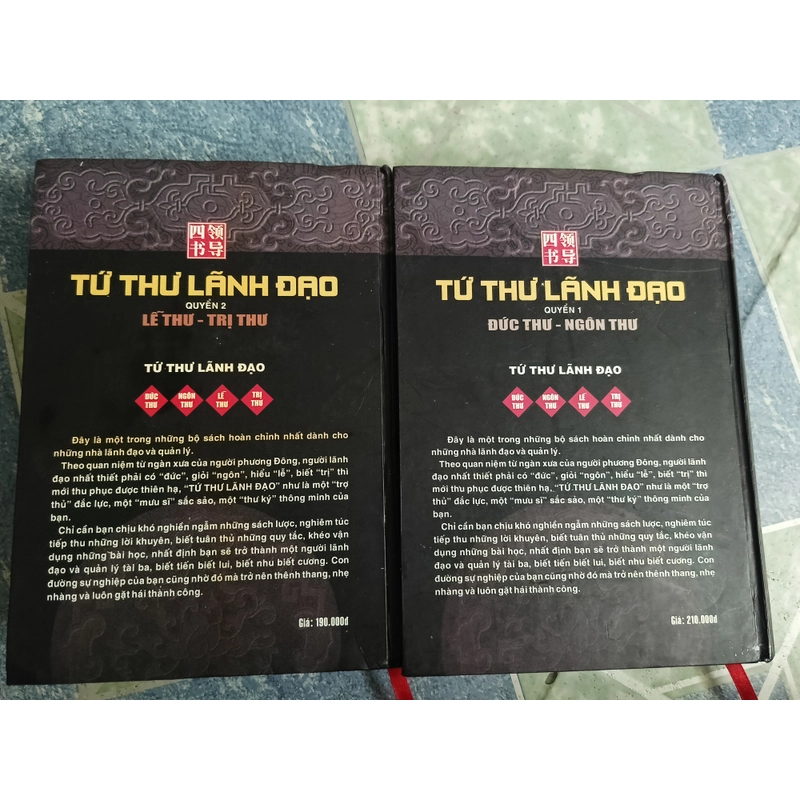 四领
书导
TỨ THƯ LÃNH ĐẠO
QUYỂN 2
LỄ THƯ - TRỊ THƯ
TỨ THƯ LÃNH ĐẠO
ĐỨC THƯ
NGÔN THƯ
LỄ THƯ
TRỊ THƯ
Đây là một trong những bộ sách hoàn chỉnh nhất dành cho
những nhà lãnh đạo và quản lý.
Theo quan niệm từ ngàn xưa của người phương Đông, người lãnh
đạo nhất thiết phải có "đức", giỏi "ngôn", hiểu "lễ", biết "trị" thì
mới thu phục được thiên hạ, "TỨ THƯ LÃNH ĐẠO" như là một "trợ
thủ" đắc lực, một "mưu sĩ" sắc sảo, một "thư ký" thông minh của
bạn.
Chỉ cần bạn chịu khó nghiền ngẫm những sách lược, nghiêm túc
tiếp thu những lời khuyên, biết tuân thủ những quy tắc, khéo vận
dụng những bài học, nhất định bạn sẽ trở thành một người lãnh
đạo và quản lý tài ba, biết tiến biết lui, biết nhu biết cương. Con
đường sự nghiệp của bạn cũng nhờ đó mà trở nên thênh thang, nhẹ
nhàng và luôn gặt hái thành công.
Giá: 190.000đ
四领
书导
TỨ THƯ LÃNH ĐẠO
QUYỂN 1
ĐỨC THƯ - NGÔN THƯ
TỨ THƯ LÃNH ĐẠO
ĐỨC THƯ
NGÔN THƯ
LỄ THƯ
TRỊ THƯ
Đây là một trong những bộ sách hoàn chỉnh nhất dành cho
những nhà lãnh đạo và quản lý.
Theo quan niệm từ ngàn xưa của người phương Đông, người lãnh
đạo nhất thiết phải có "đức", giỏi "ngôn", hiểu "lễ", biết "trị" thì
mới thu phục được thiên hạ, "TỨ THƯ LÃNH ĐẠO" như là một "trợ
thủ" đắc lực, một "mưu sĩ" sắc sảo, một "thư ký" thông minh của
bạn.
Chỉ cần bạn chịu khó nghiền ngẫm những sách lược, nghiêm túc
tiếp thu những lời khuyên, biết tuân thủ những quy tắc, khéo vận
dụng những bài học, nhất định bạn sẽ trở thành một người lãnh
đạo và quản lý tài ba, biết tiến biết lui, biết nhu biết cương. Con
đường sự nghiệp của bạn cũng nhờ đó mà trở nên thênh thang, nhẹ
nhàng và luôn gặt hái thành công.
Giá: 210.000đ